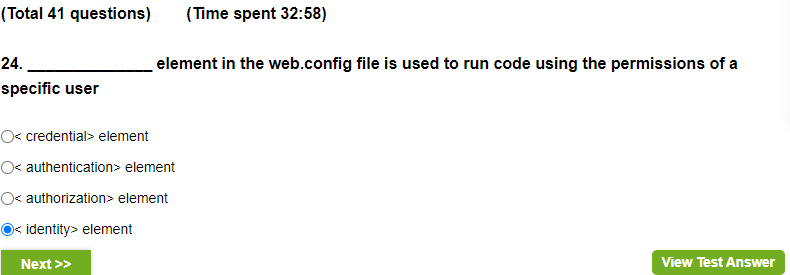 (Total 41 questions) (Time spent 32:58)
24. _______________ element in the web.config file is used to run code using the permissions of a
specific user
< credential> element
< authentication> element
< authorization> element
< identity> element
Next >>
View Test Answer